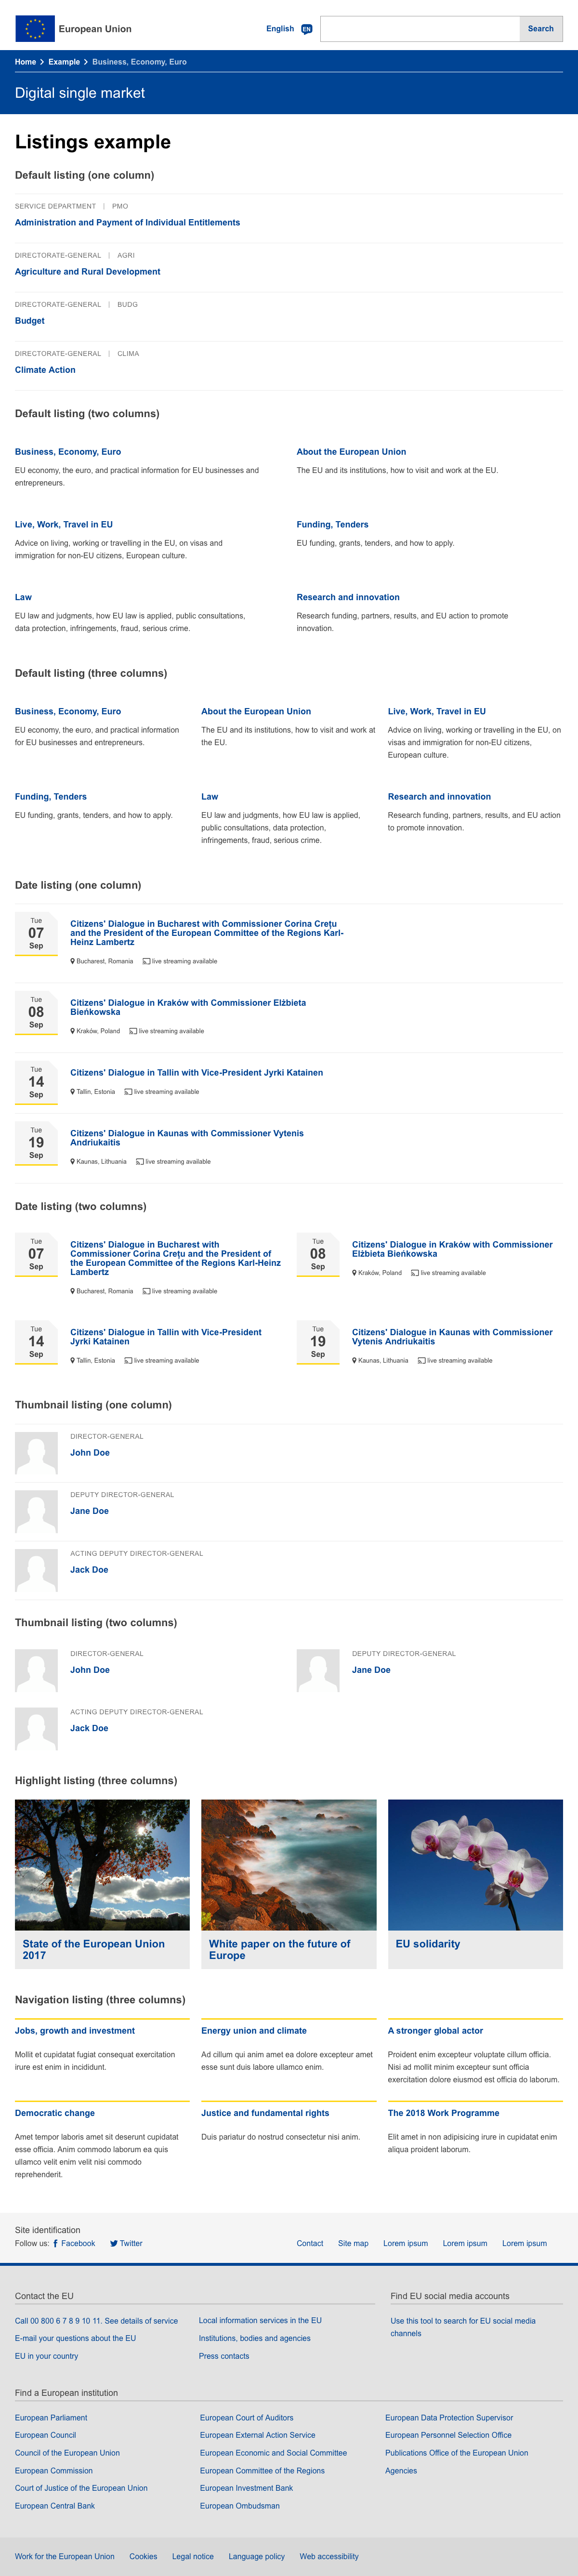 European Union
English EN Search
Home Example Business, Economy, Euro
Digital single market
Listings example
Default listing (one column)
SERVICE DEPARTMENT | PMO
Administration and Payment of Individual Entitlements
DIRECTORATE-GENERAL | AGRI
Agriculture and Rural Development
DIRECTORATE-GENERAL | BUDG
Budget
DIRECTORATE-GENERAL | CLIMA
Climate Action
Default listing (two columns)
Business, Economy, Euro
EU economy, the euro, and practical information for EU businesses and
entrepreneurs.
About the European Union
The EU and its institutions, how to visit and work at the EU.
Live, Work, Travel in EU
Advice on living, working or travelling in the EU, on visas and
immigration for non-EU citizens, European culture.
Funding, Tenders
EU funding, grants, tenders, and how to apply.
Law
EU law and judgments, how EU law is applied, public consultations,
data protection, infringements, fraud, serious crime.
Research and innovation
Research funding, partners, results, and EU action to promote
innovation.
Default listing (three columns)
Business, Economy, Euro
EU economy, the euro, and practical information
for EU businesses and entrepreneurs.
About the European Union
The EU and its institutions, how to visit and work at
the EU.
Live, Work, Travel in EU
Advice on living, working or travelling in the EU, on
visas and immigration for non-EU citizens,
European culture.
Funding, Tenders
EU funding, grants, tenders, and how to apply.
Law
EU law and judgments, how EU law is applied,
public consultations, data protection,
infringements, fraud, serious crime.
Research and innovation
Research funding, partners, results, and EU action
to promote innovation.
Date listing (one column)
Tue
07
Sep
Citizens' Dialogue in Bucharest with Commissioner Corina Crețu
and the President of the European Committee of the Regions Karl-
Heinz Lambertz
Bucharest, Romania live streaming available
Tue
08
Sep
Citizens' Dialogue in Kraków with Commissioner Elżbieta
Bieńkowska
Kraków, Poland live streaming available
Tue
14
Sep
Citizens' Dialogue in Tallin with Vice-President Jyrki Katainen
Tallin, Estonia live streaming available
Tue
19
Sep
Citizens' Dialogue in Kaunas with Commissioner Vytenis
Andriukaitis
Kaunas, Lithuania live streaming available
Date listing (two columns)
Tue
07
Sep
Citizens' Dialogue in Bucharest with
Commissioner Corina Crețu and the President of
the European Committee of the Regions Karl-Heinz
Lambertz
Bucharest, Romania live streaming available
Tue
08
Sep
Citizens' Dialogue in Kraków with Commissioner
Elżbieta Bieńkowska
Kraków, Poland live streaming available
Tue
14
Sep
Citizens' Dialogue in Tallin with Vice-President
Jyrki Katainen
Tallin, Estonia live streaming available
Tue
19
Sep
Citizens' Dialogue in Kaunas with Commissioner
Vytenis Andriukaitis
Kaunas, Lithuania live streaming available
Thumbnail listing (one column)
DIRECTOR-GENERAL
John Doe
DEPUTY DIRECTOR-GENERAL
Jane Doe
ACTING DEPUTY DIRECTOR-GENERAL
Jack Doe
Thumbnail listing (two columns)
DIRECTOR-GENERAL
John Doe
DEPUTY DIRECTOR-GENERAL
Jane Doe
ACTING DEPUTY DIRECTOR-GENERAL
Jack Doe
Highlight listing (three columns)
State of the European Union
2017
White paper on the future of
Europe
EU solidarity
Navigation listing (three columns)
Jobs, growth and investment
Mollit et cupidatat fugiat consequat exercitation
irure est enim in incididunt.
Energy union and climate
Ad cillum qui anim amet ea dolore excepteur amet
esse sunt duis labore ullamco enim.
A stronger global actor
Proident enim excepteur voluptate cillum officia.
Nisi ad mollit minim excepteur sunt officia
exercitation dolore eiusmod est officia do laborum.
Democratic change
Amet tempor laboris amet sit deserunt cupidatat
esse officia. Anim commodo laborum ea quis
ullamco velit enim velit nisi commodo
reprehenderit.
Justice and fundamental rights
Duis pariatur do nostrud consectetur nisi anim.
The 2018 Work Programme
Elit amet in non adipisicing irure in cupidatat enim
aliqua proident laborum.
Site identification
Follow us: Facebook Twitter
Contact Site map Lorem ipsum Lorem ipsum Lorem ipsum
Contact the EU
Call 00 800 6 7 8 9 10 11. See details of service
E-mail your questions about the EU
EU in your country
Local information services in the EU
Institutions, bodies and agencies
Press contacts
Find EU social media accounts
Use this tool to search for EU social media
channels
Find a European institution
European Parliament
European Council
Council of the European Union
European Commission
Court of Justice of the European Union
European Central Bank
European Court of Auditors
European External Action Service
European Economic and Social Committee
European Committee of the Regions
European Investment Bank
European Ombudsman
European Data Protection Supervisor
European Personnel Selection Office
Publications Office of the European Union
Agencies
Work for the European Union Cookies Legal notice Language policy Web accessibility